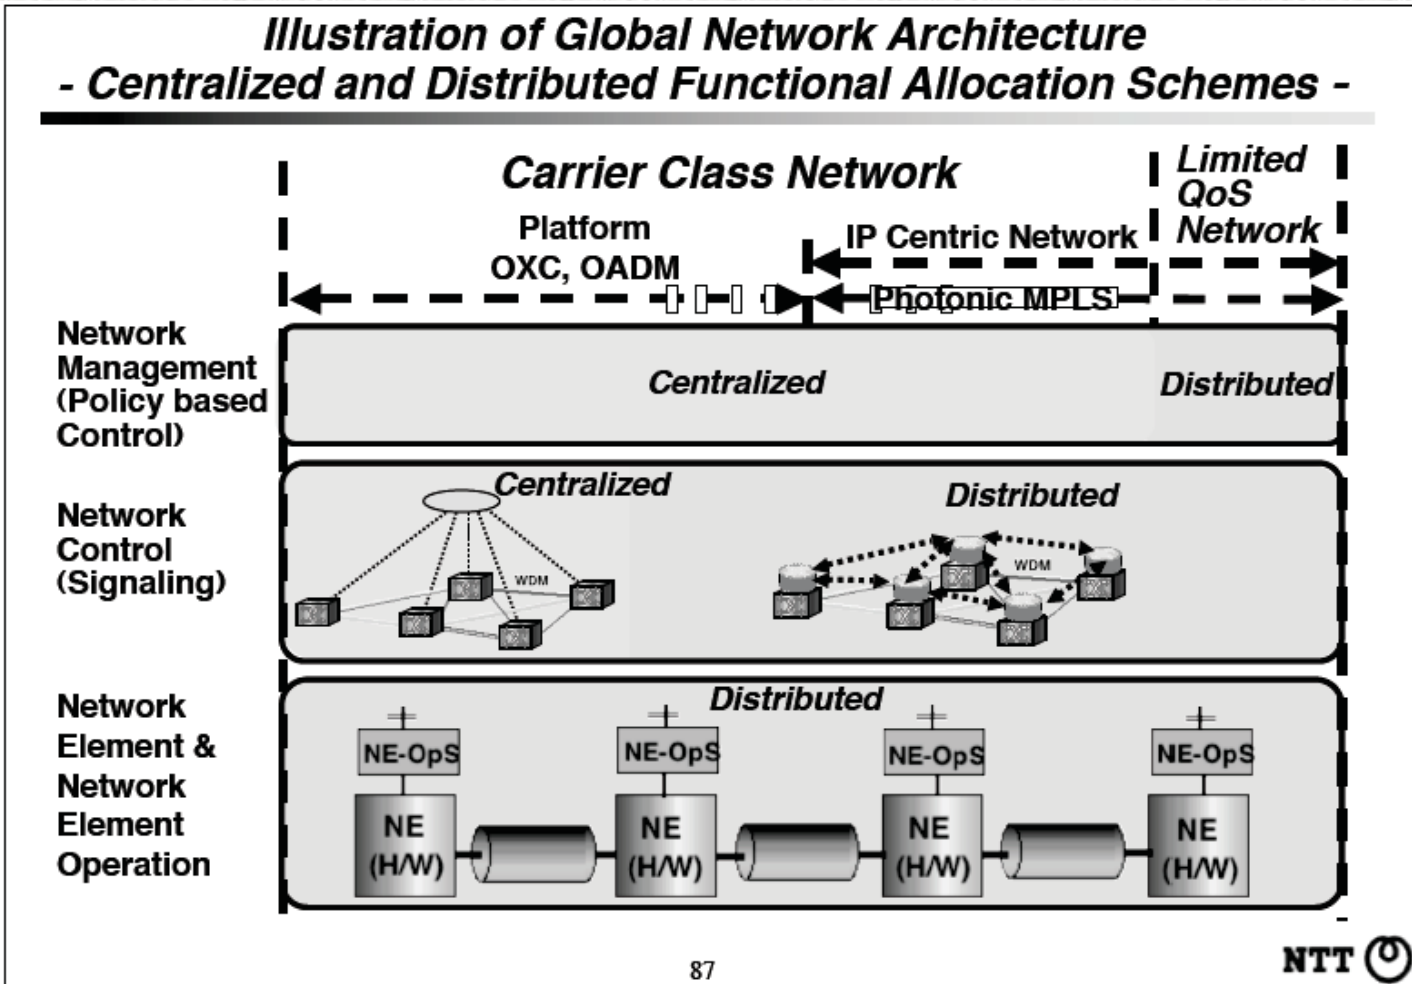 Illustration of Global Network Architecture
- Centralized and Distributed Functional Allocation Schemes -
Carrier Class Network
Limited
QoS
Network
Platform
OXC, OADM
IP Centric Network
Photonic MPLS
Network
Management
(Policy based
Control)
Centralized
Distributed
Network
Control
(Signaling)
Centralized
WDM
Distributed
WDM
Network
Element &
Network
Element
Operation
Distributed
NE-OpS
NE-OpS
NE-OpS
NE-OpS
NE
(H/W)
NE
(H/W)
NE
(H/W)
NE
(H/W)
87
NTT